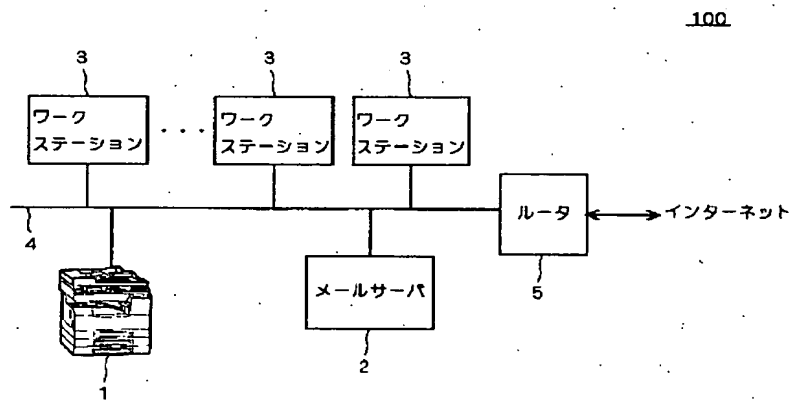 100
3
3
3
ワーク
ステーション
・・・
ワーク
ステーション
ワーク
ステーション
ルータ
インターネット
4
5
メールサーバ
2
1